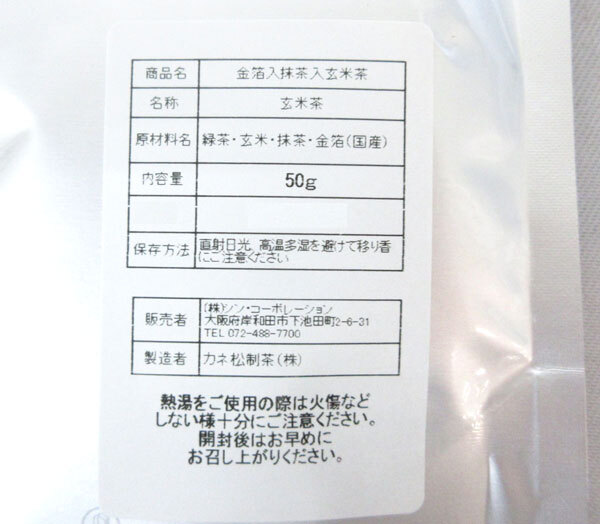 商品名 金箔入抹茶入玄米茶
名称 玄米茶
原材料名 緑茶・玄米・抹茶・金箔(国産)
内容量 50g
保存方法 直射日光、高温多湿を避けて移り香
にご注意ください
販売者 (株)シン・コーポレーション
大阪府岸和田市下池田町2-6-31
TEL 072-488-7700
製造者 カネ松制茶(株)
熱湯をご使用の際は火傷など
しない様十分にご注意ください。
開封後はお早めに
お召し上がりください。